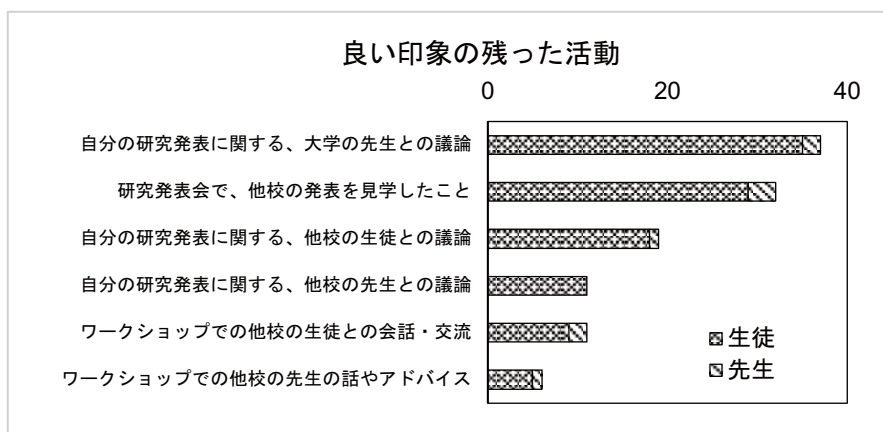 良い印象の残った活動
0 20 40
自分の研究発表に関する、大学の先生との議論
研究発表会で、他校の発表を見学したこと
自分の研究発表に関する、他校の生徒との議論
自分の研究発表に関する、他校の先生との議論
ワークショップでの他校の生徒との会話・交流
ワークショップでの他校の先生の話やアドバイス
生徒
先生